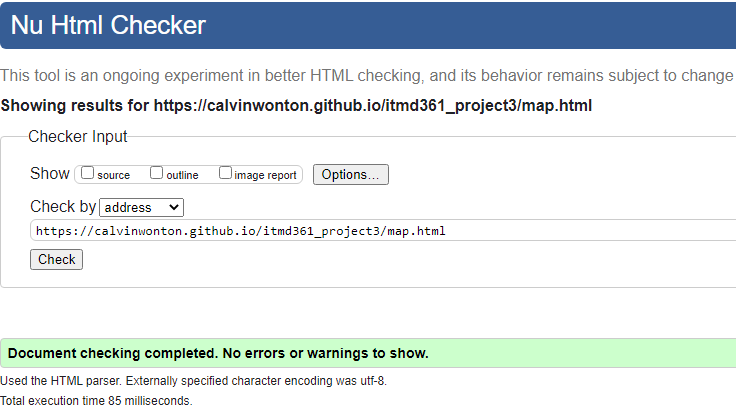 Nu Html Checker
This tool is an ongoing experiment in better HTML checking, and its behavior remains subject to change
Showing results for https://calvinwonton.github.io/itmd361_project3/map.html
Checker Input
Show source outline image report Options...
Check by address
https://calvinwonton.github.io/itmd361_project3/map.html
Check
Document checking completed. No errors or warnings to show.
Used the HTML parser. Externally specified character encoding was utf-8.
Total execution time 85 milliseconds.